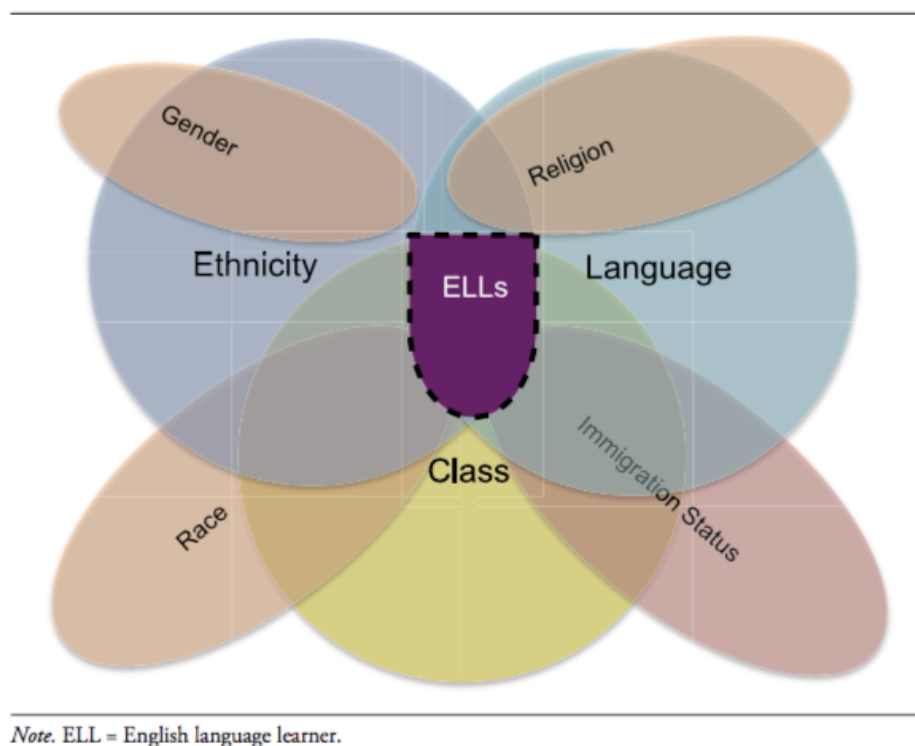 Gender
Religion
Ethnicity
Language
ELLs
Class
Immigration Status
Race
Note. ELL = English language learner.